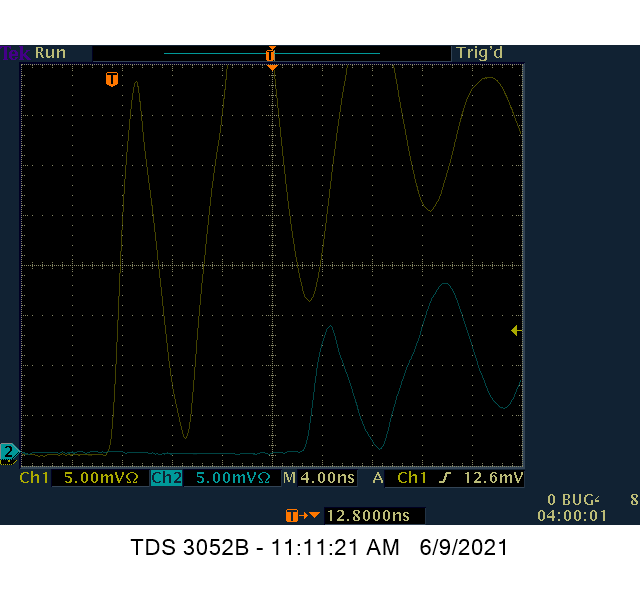 Tek Run Trig'd
T T
2
Ch1 5.00mVΩ Ch2 5.00mVΩ M 4.00ns A Ch1 12.6mV
0 8
T 12.8000ns 04:00:01
TDS 3052B - 11:11:21 AM 6/9/2021